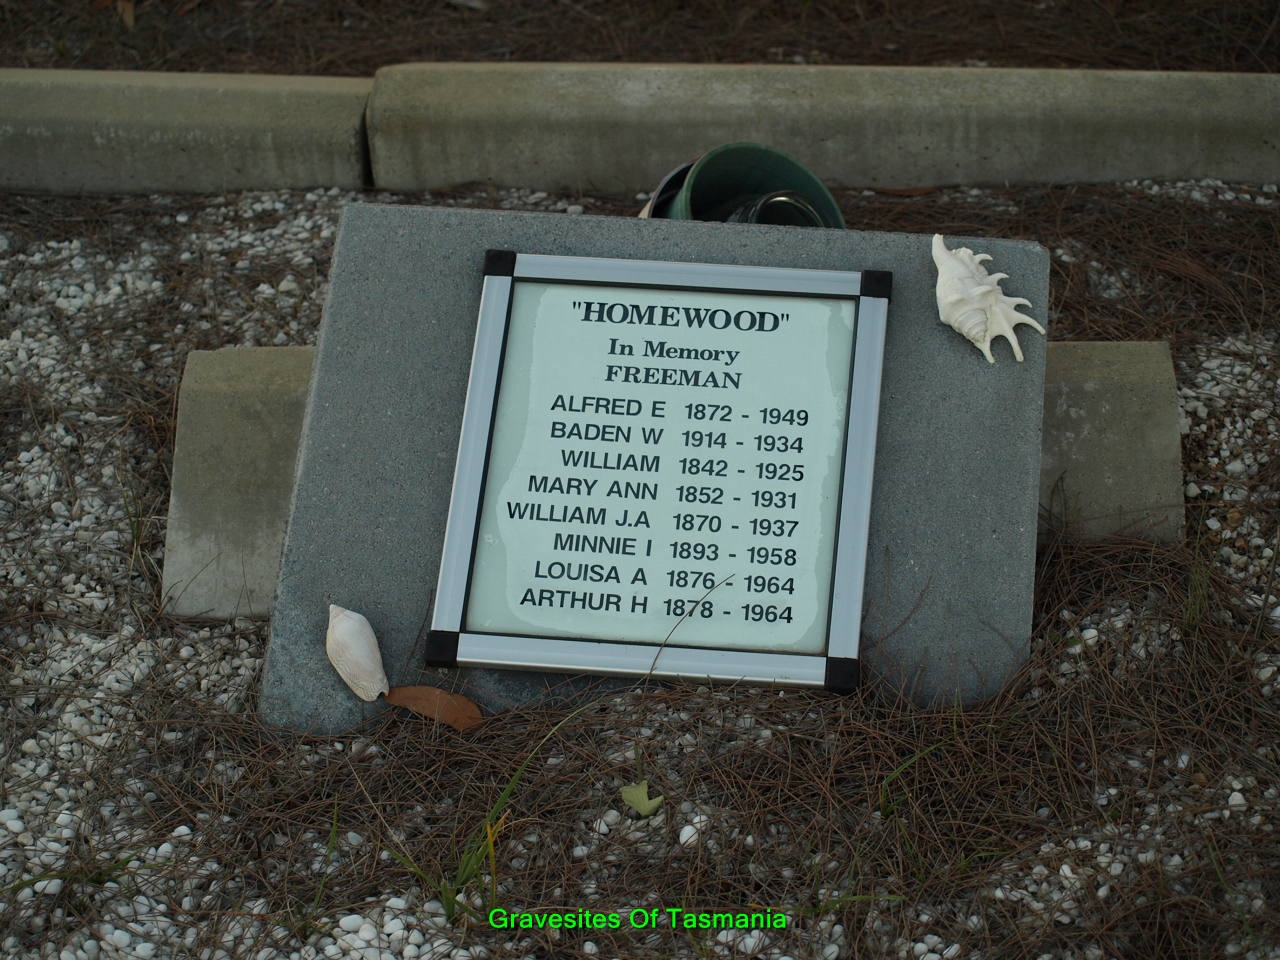 "HOMEWOOD"
In Memory
FREEMAN
ALFRED E 1872 - 1949
BADEN W 1914 - 1934
WILLIAM 1842 - 1925
MARY ANN 1852 - 1931
WILLIAM J.A 1870 - 1937
MINNIE I 1893 - 1958
LOUISA A 1876 - 1964
ARTHUR H 1878 - 1964
Gravesites Of Tasmania